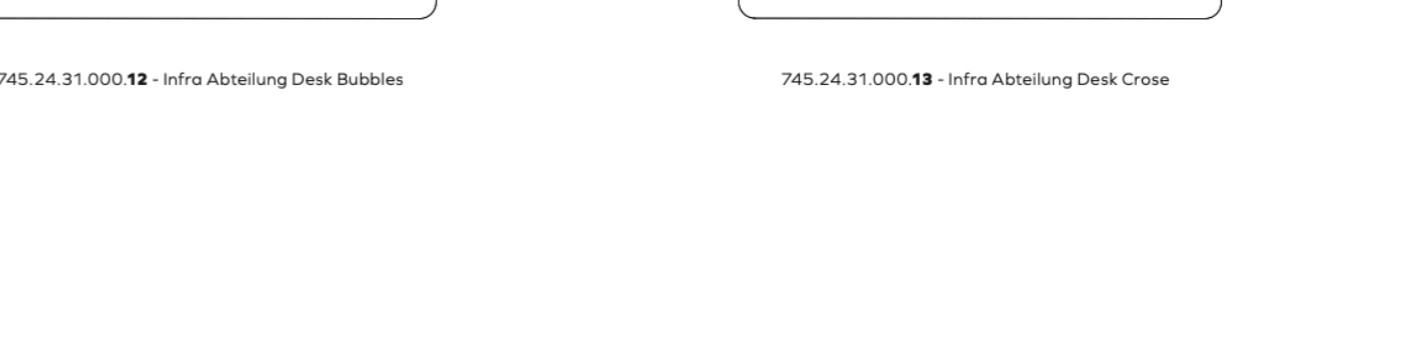 745.24.31.000.12 - Infra Abteilung Desk Bubbles
745.24.31.000.13 - Infra Abteilung Desk Crose